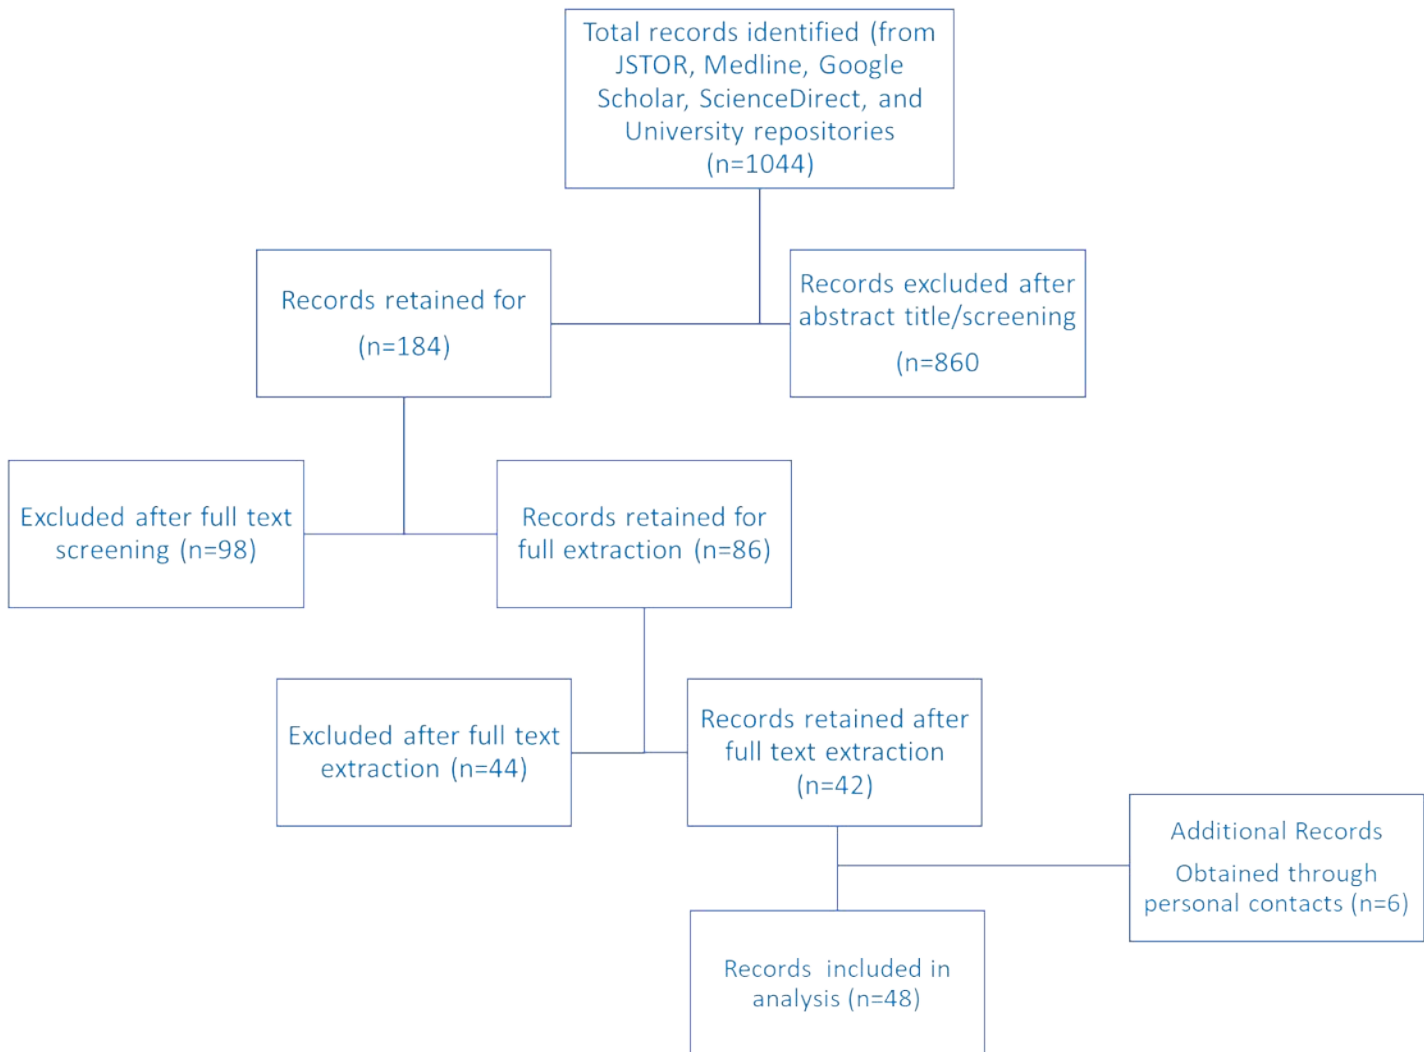 Total records identified (from
JSTOR, Medline, Google
Scholar, ScienceDirect, and
University repositories
(n=1044)
Records retained for
(n=184)
Records excluded after
abstract title/screening
(n=860
Excluded after full text
screening (n=98)
Records retained for
full extraction (n=86)
Excluded after full text
extraction (n=44)
Records retained after
full text extraction
(n=42)
Additional Records
Obtained through
personal contacts (n=6)
Records included in
analysis (n=48)